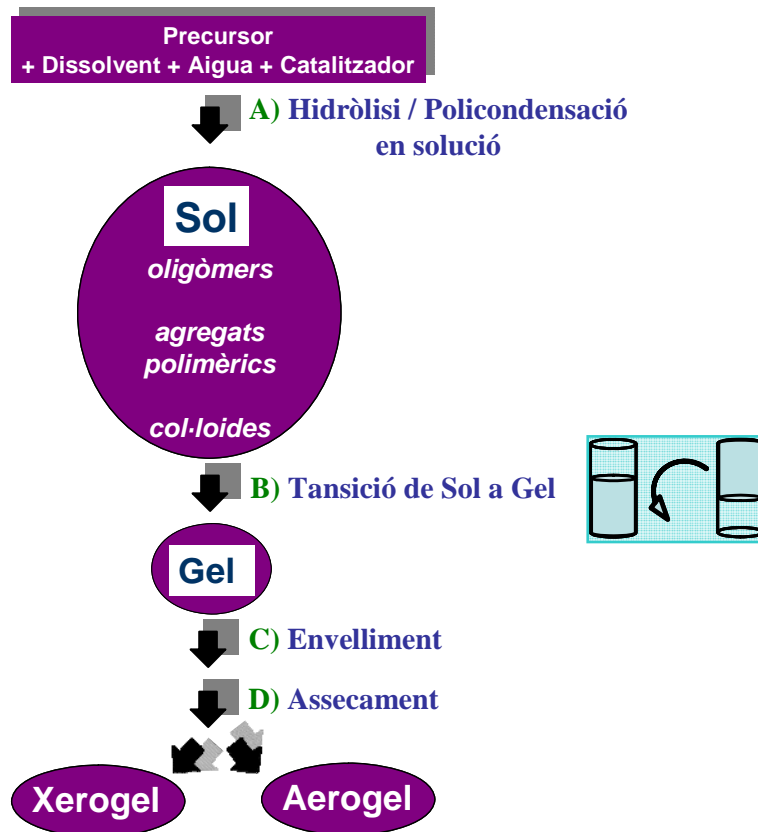 Precursor
+ Dissolvent + Aigua + Catalitzador
A) Hidròlisi / Policondensació
en solució
Sol
oligòmers
agregats
polimèrics
col·loides
B) Tansició de Sol a Gel
Gel
C) Envelliment
D) Assecament
Xerogel
Aerogel